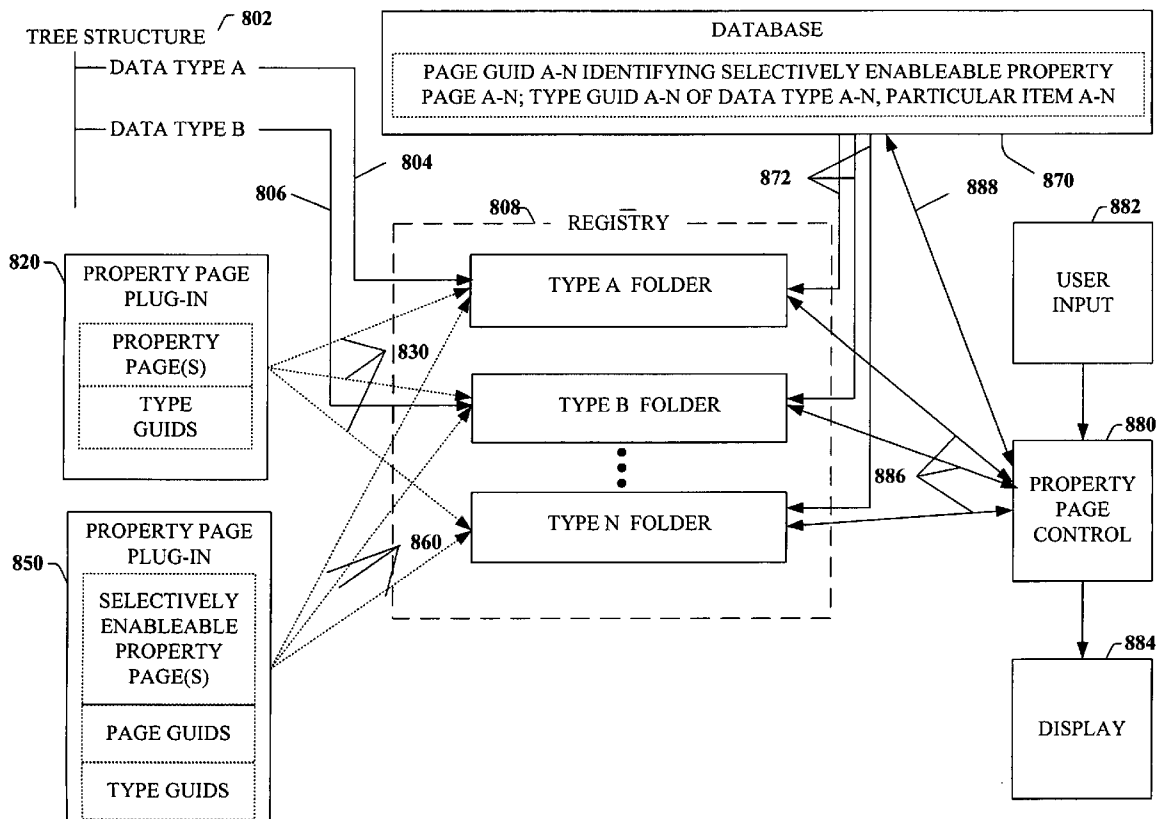 802
TREE STRUCTURE
DATA TYPE A
DATA TYPE B
DATABASE
PAGE GUID A-N IDENTIFYING SELECTIVELY ENABLEABLE PROPERTY
PAGE A-N; TYPE GUID A-N OF DATA TYPE A-N, PARTICULAR ITEM A-N
804
806
872
888
870
808
REGISTRY
882
USER
INPUT
820
PROPERTY PAGE
PLUG-IN
PROPERTY
PAGE(S)
TYPE
GUIDS
830
TYPE A FOLDER
TYPE B FOLDER
TYPE N FOLDER
886
880
PROPERTY
PAGE
CONTROL
850
PROPERTY PAGE
PLUG-IN
SELECTIVELY
ENABLEABLE
PROPERTY
PAGE(S)
PAGE GUIDS
TYPE GUIDS
860
884
DISPLAY